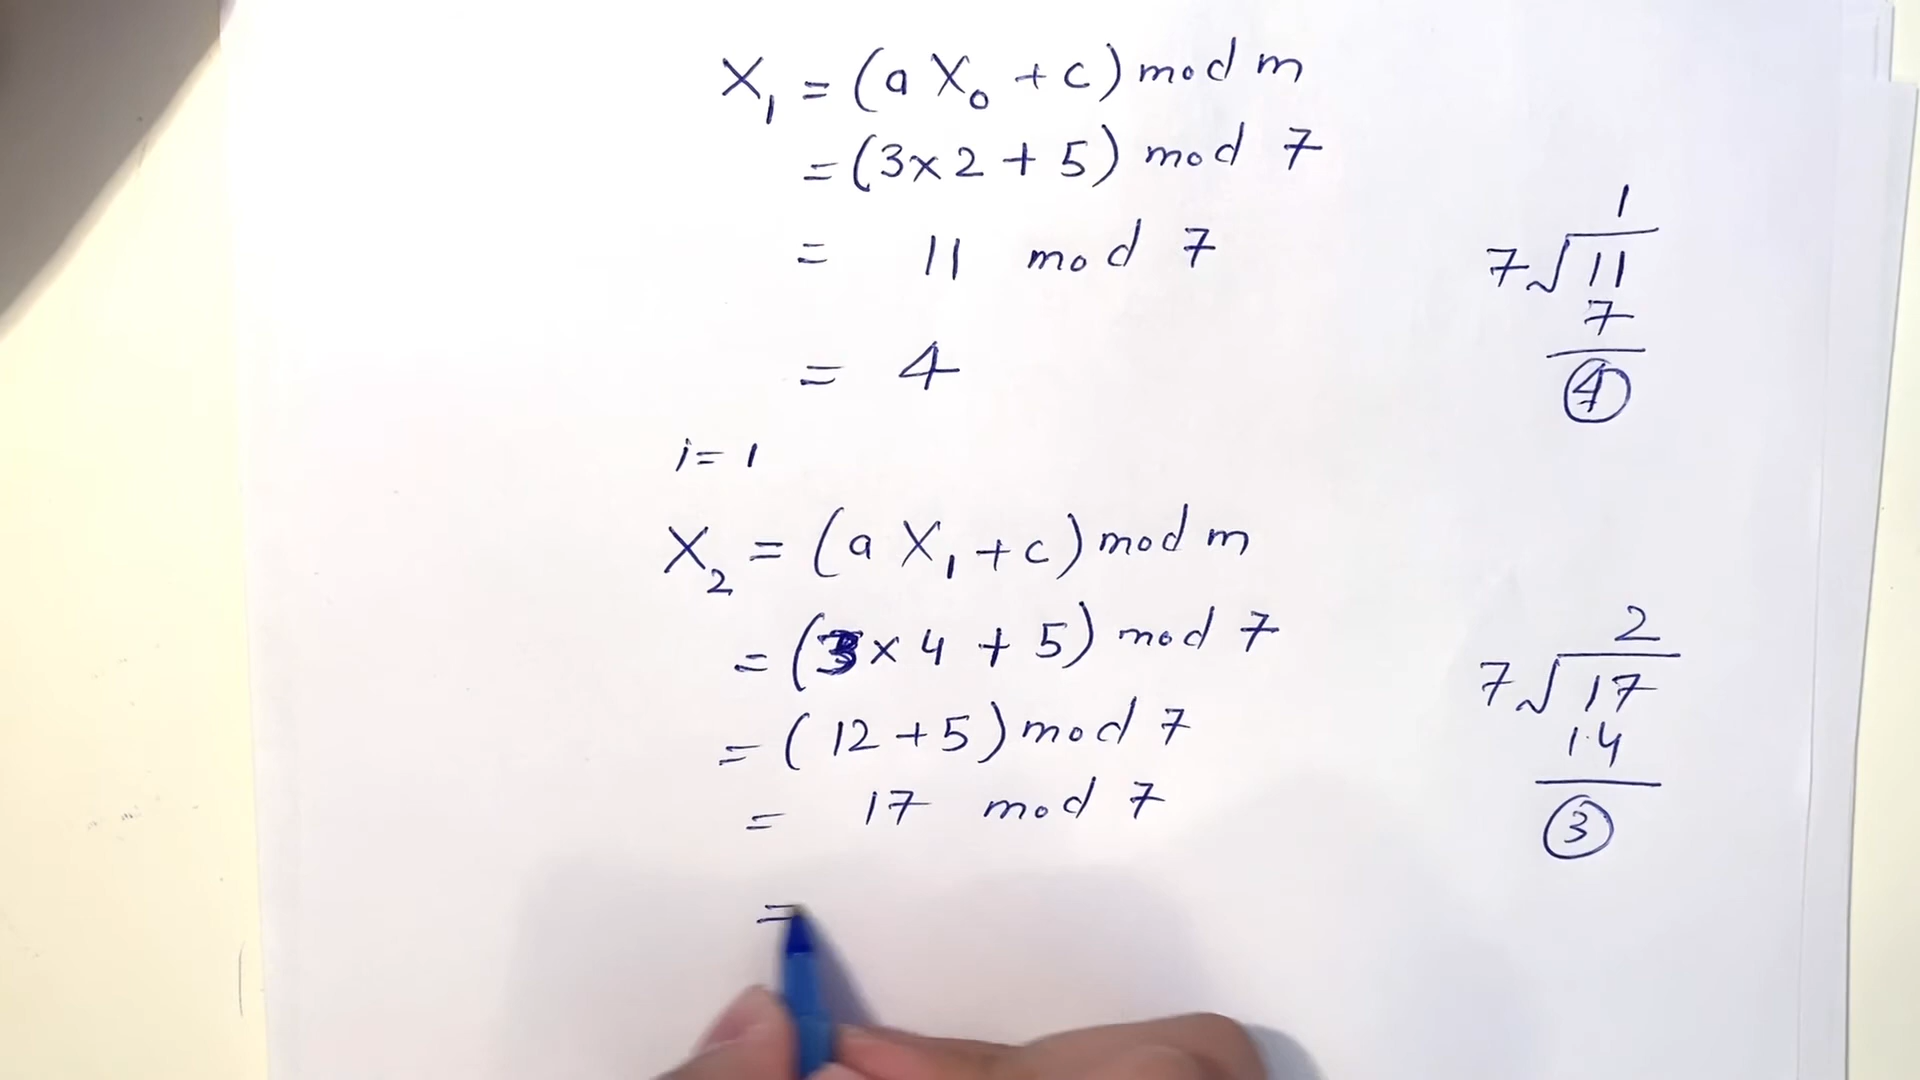 X₁ = (a X₀ + c) mod m
= (3 x 2 + 5) mod 7
= 11 mod 7
= 4
1
7√11
7
4
i = 1
X₂ = (a X₁ + c) mod m
= (3 x 4 + 5) mod 7
= (12 + 5) mod 7
= 17 mod 7
=
2
7√17
14
3